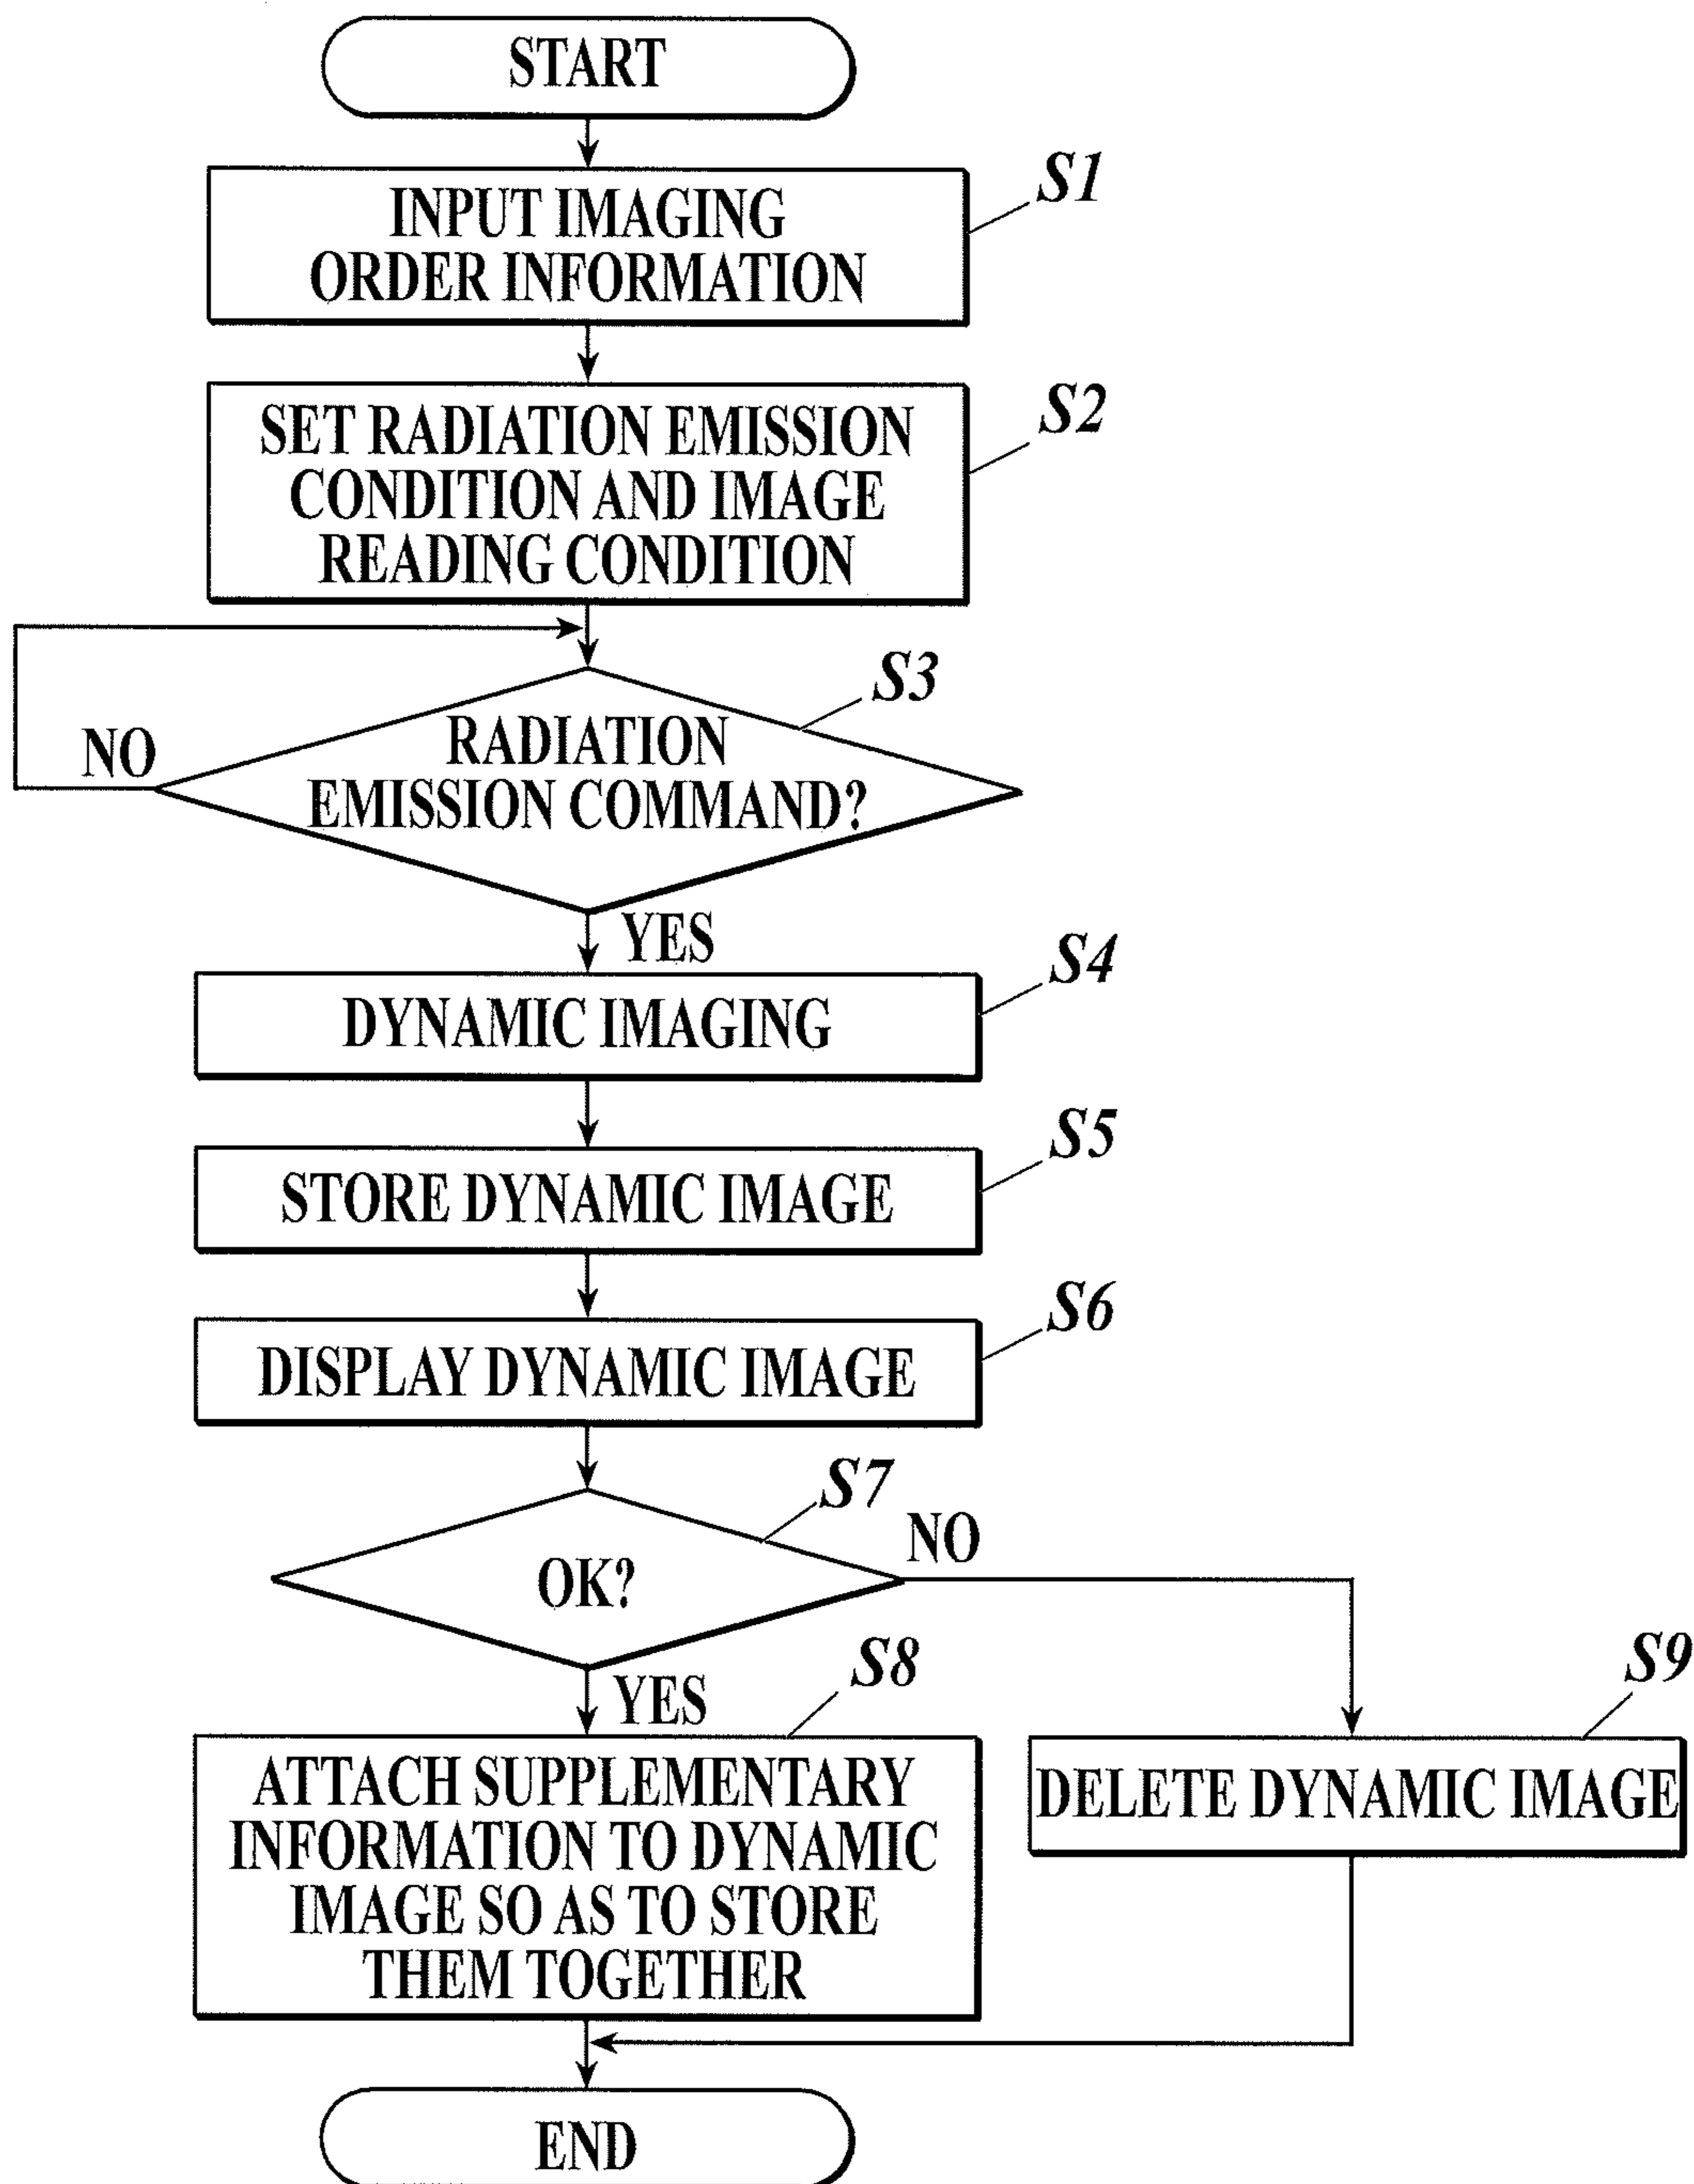 START
S1
INPUT IMAGING
ORDER INFORMATION
S2
SET RADIATION EMISSION
CONDITION AND IMAGE
READING CONDITION
S3
NO
RADIATION
EMISSION COMMAND?
YES
S4
DYNAMIC IMAGING
S5
STORE DYNAMIC IMAGE
S6
DISPLAY DYNAMIC IMAGE
S7
NO
OK?
YES
S8
S9
ATTACH SUPPLEMENTARY
INFORMATION TO DYNAMIC
IMAGE SO AS TO STORE
THEM TOGETHER
DELETE DYNAMIC IMAGE
END